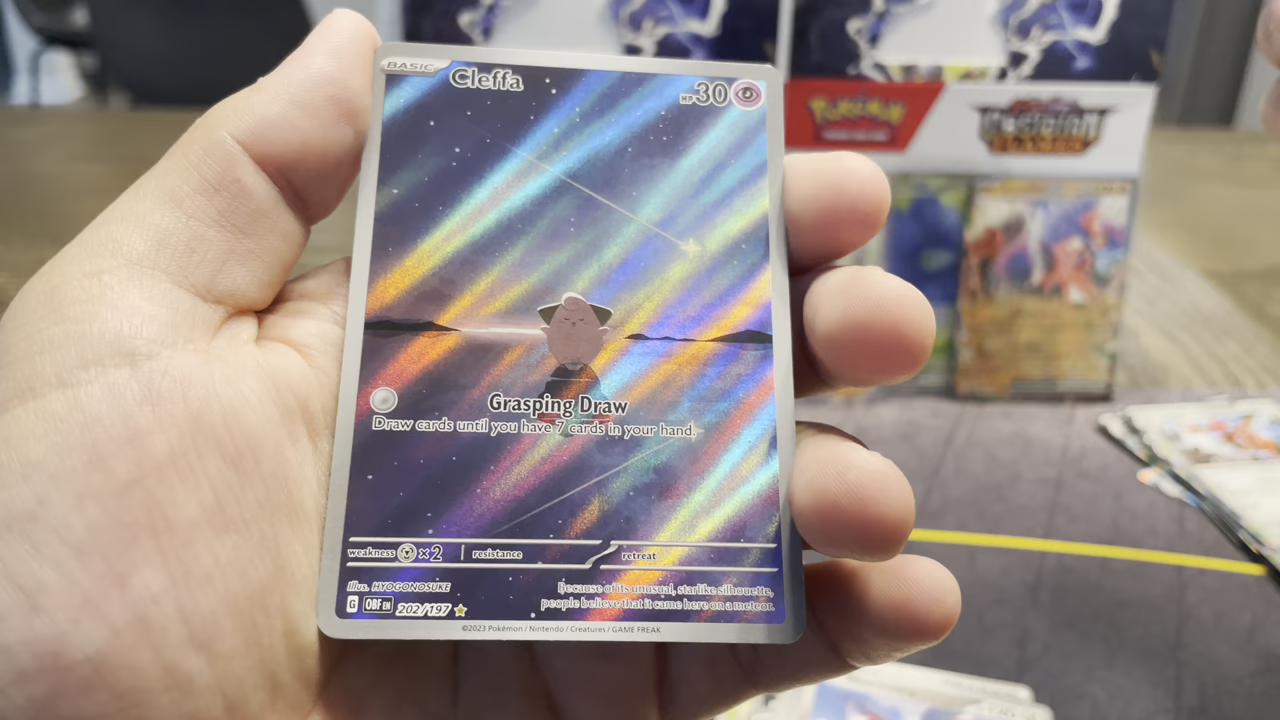 BASIC
Cleffa
HP30
Grasping Draw
Draw cards until you have 7 cards in your hand.
weakness ×2 resistance retreat
Illus. HYOGONOSUKE
Because of its unusual, starlike silhouette,
people believe that it came here on a meteor.
G OBF EN 202/197
©2023 Pokémon / Nintendo / Creatures / GAME FREAK
POKÉMON